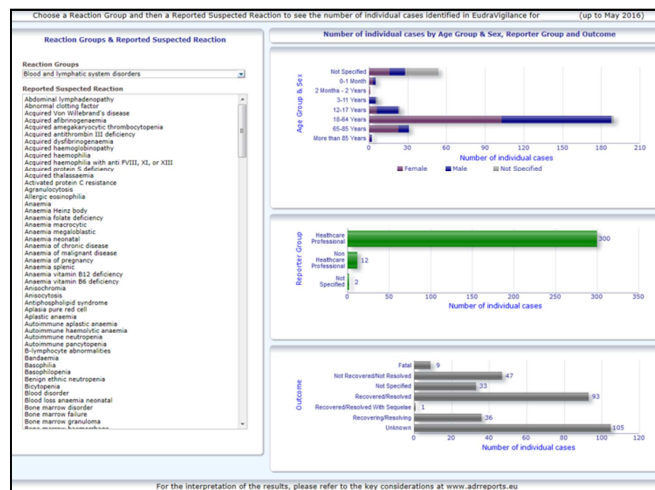 Choose a Reaction Group and then a Reported Suspected Reaction to see the number of individual cases identified in EudraVigilance for (up to May 2016)
Reaction Groups & Reported Suspected Reaction
Reaction Groups
Blood and lymphatic system disorders
Reported Suspected Reaction
Abdominal lymphadenopathy
Abnormal clotting factor
Acquired Von Willebrand's disease
Acquired afibrinogenaemia
Acquired amegakaryocytic thrombocytopenia
Acquired antithrombin III deficiency
Acquired dysfibrinogenaemia
Acquired haemoglobinopathy
Acquired haemophilia
Acquired haemophilia with anti FVIII, XI, or XIII
Acquired protein S deficiency
Acquired thalassaemia
Activated protein C resistance
Agranulocytosis
Allergic eosinophilia
Anaemia
Anaemia Heinz body
Anaemia folate deficiency
Anaemia macrocytic
Anaemia megaloblastic
Anaemia neonatal
Anaemia of chronic disease
Anaemia of malignant disease
Anaemia of pregnancy
Anaemia splenic
Anaemia vitamin B12 deficiency
Anaemia vitamin B6 deficiency
Anisochromia
Anisocytosis
Antiphospholipid syndrome
Aplasia pure red cell
Aplastic anaemia
Autoimmune aplastic anaemia
Autoimmune haemolytic anaemia
Autoimmune neutropenia
Autoimmune pancytopenia
B-lymphocyte abnormalities
Bandaemia
Basophilia
Basophilopenia
Benign ethnic neutropenia
Bicytopenia
Blood disorder
Blood loss anaemia neonatal
Bone marrow disorder
Bone marrow failure
Bone marrow granuloma
Bone marrow haemorrhage
Number of individual cases by Age Group & Sex, Reporter Group and Outcome
Age Group & Sex
Not Specified
0-1 Month
2 Months - 2 Years
3-11 Years
12-17 Years
18-64 Years
65-85 Years
More than 85 Years
0 30 60 90 120 150 180 210
Number of individual cases
Female Male Not Specified
Reporter Group
Healthcare
Professional
300
Non
Healthcare
Professional
12
Not
Specified
2
0 50 100 150 200 250 300 350
Number of individual cases
Outcome
Fatal 9
Not Recovered/Not Resolved 47
Not Specified 33
Recovered/Resolved 93
Recovered/Resolved With Sequelae 1
Recovering/Resolving 36
Unknown 105
0 20 40 60 80 100 120
Number of individual cases
For the interpretation of the results, please refer to the key considerations at www.adrreports.eu